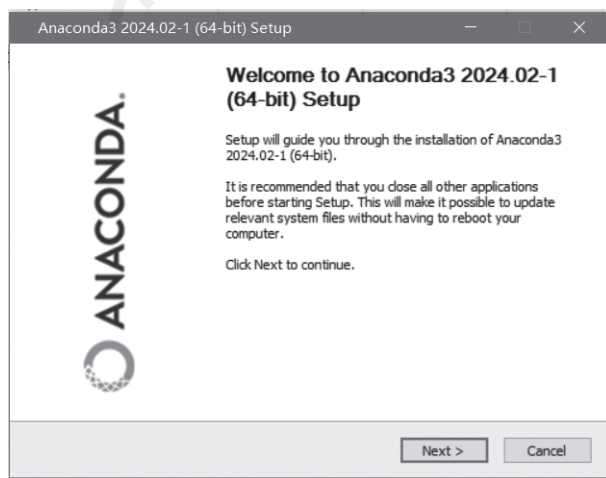 Anaconda3 2024.02-1 (64-bit) Setup
Welcome to Anaconda3 2024.02-1
(64-bit) Setup
Setup will guide you through the installation of Anaconda3
2024.02-1 (64-bit).
It is recommended that you close all other applications
before starting Setup. This will make it possible to update
relevant system files without having to reboot your
computer.
Click Next to continue.
ANACONDA.
Next >
Cancel